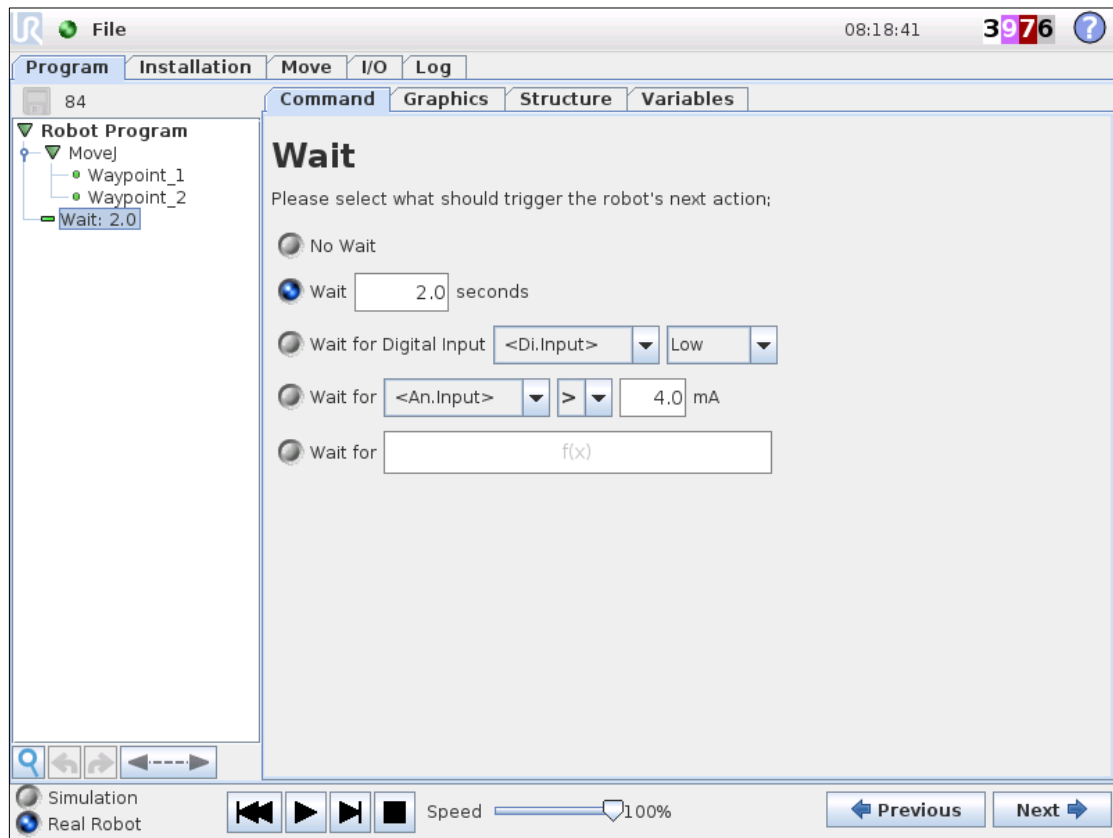 UR File 08:18:41 3976 ?
Program Installation Move I/O Log
84 Command Graphics Structure Variables
Robot Program
MoveJ
Waypoint_1
Waypoint_2
Wait: 2.0
Wait
Please select what should trigger the robot's next action;
No Wait
Wait 2.0 seconds
Wait for Digital Input <Di.Input> Low
Wait for <An.Input> > 4.0 mA
Wait for f(x)
Simulation
Real Robot
Speed 100%
Previous Next